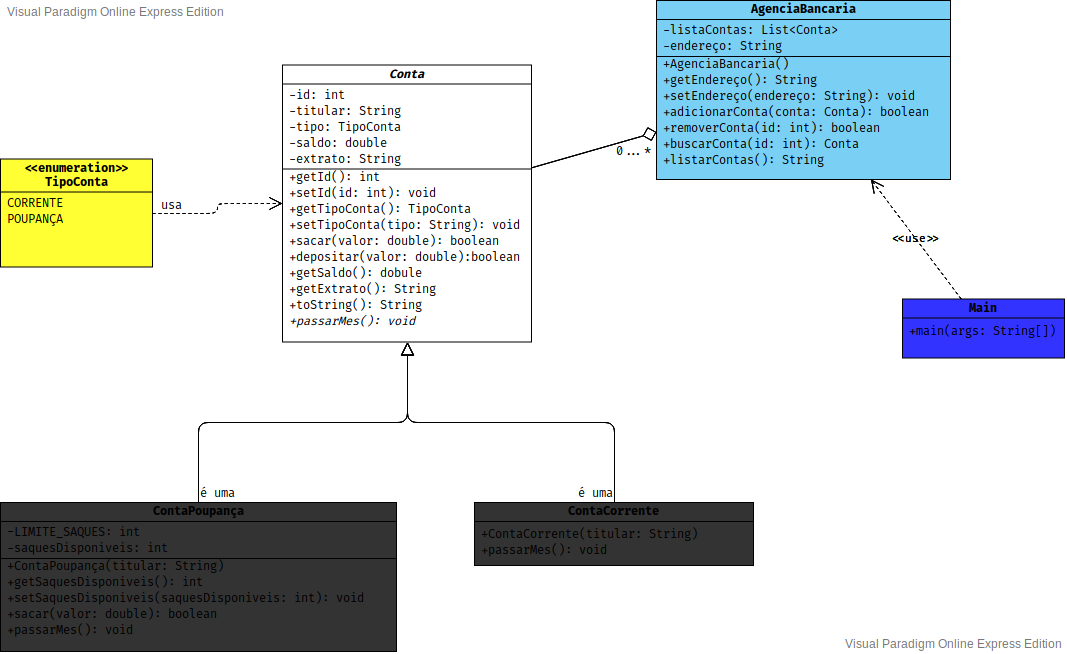 Visual Paradigm Online Express Edition
AgenciaBancaria
-listaContas: List<Conta>
-endereço: String
+AgenciaBancaria()
+getEndereço(): String
+setEndereço(endereço: String): void
+adicionarConta(conta: Conta): boolean
+removerConta(id: int): boolean
+buscarConta(id: int): Conta
+listarContas(): String
Conta
-id: int
-titular: String
-tipo: TipoConta
-saldo: double
-extrato: String
+getId(): int
+setId(id: int): void
+getTipoConta(): TipoConta
+setTipoConta(tipo: String): void
+sacar(valor: double): boolean
+depositar(valor: double):boolean
+getSaldo(): dobule
+getExtrato(): String
+toString(): String
+passarMes(): void
0...*
<<enumeration>>
TipoConta
CORRENTE
POUPANÇA
usa
<<use>>
Main
+main(args: String[])
é uma
é uma
ContaPoupança
-LIMITE_SAQUES: int
-saquesDisponiveis: int
+ContaPoupança(titular: String)
+getSaquesDisponiveis(): int
+setSaquesDisponiveis(saquesDisponiveis: int): void
+sacar(valor: double): boolean
+passarMes(): void
ContaCorrente
+ContaCorrente(titular: String)
+passarMes(): void
Visual Paradigm Online Express Edition